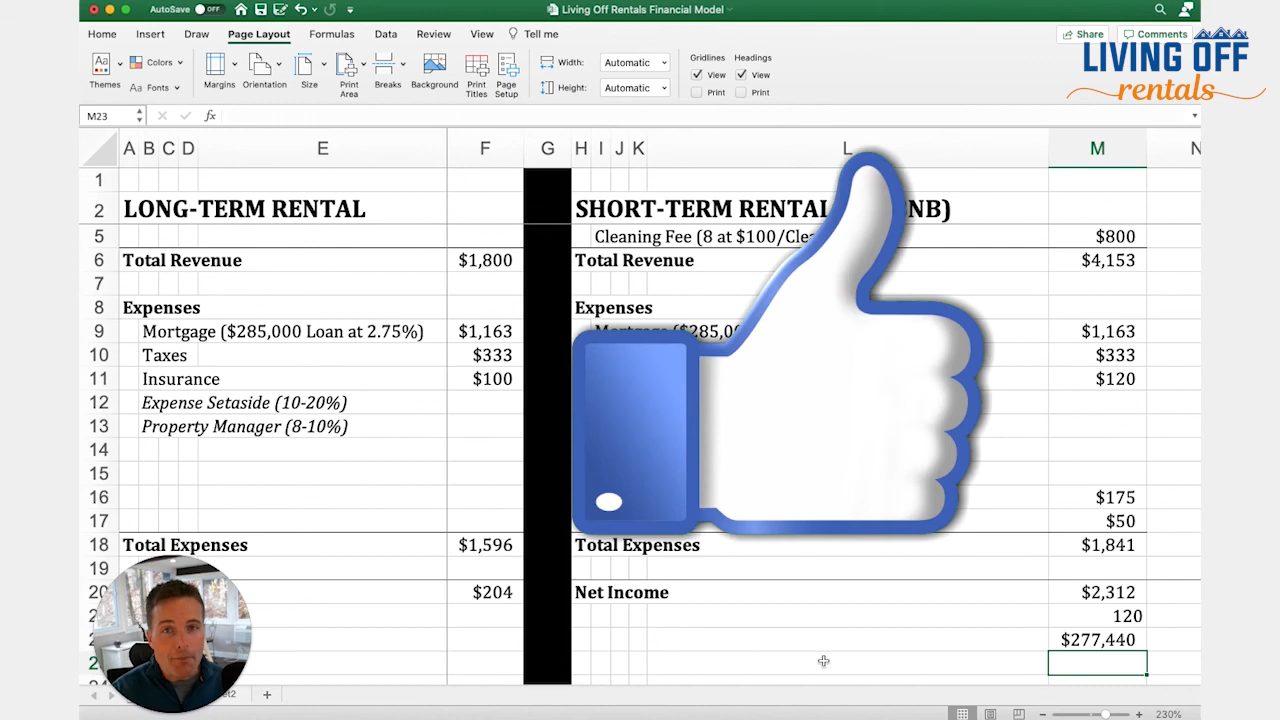 AutoSave OFF
Living Off Rentals Financial Model
Home Insert Draw Page Layout Formulas Data Review View Tell me
Share Comments
LIVING OFF
rentals
Themes Colors Fonts Margins Orientation Size Print Area Breaks Background Print Titles Page Setup
Width: Automatic
Height: Automatic
Gridlines Headings
View View
Print Print
M23 fx
A B C D E F G H I J K L M N
1
2 LONG-TERM RENTAL SHORT-TERM RENTAL NB)
5 Cleaning Fee (8 at $100/Clea $800
6 Total Revenue $1,800 Total Revenue $4,153
7
8 Expenses Expenses
9 Mortgage ($285,000 Loan at 2.75%) $1,163 Mortgage ($285,00 $1,163
10 Taxes $333 $333
11 Insurance $100 $120
12 Expense Setaside (10-20%)
13 Property Manager (8-10%)
14
15
16 $175
17 $50
18 Total Expenses $1,596 Total Expenses $1,841
19
20 $204 Net Income $2,312
120
$277,440
+
230%